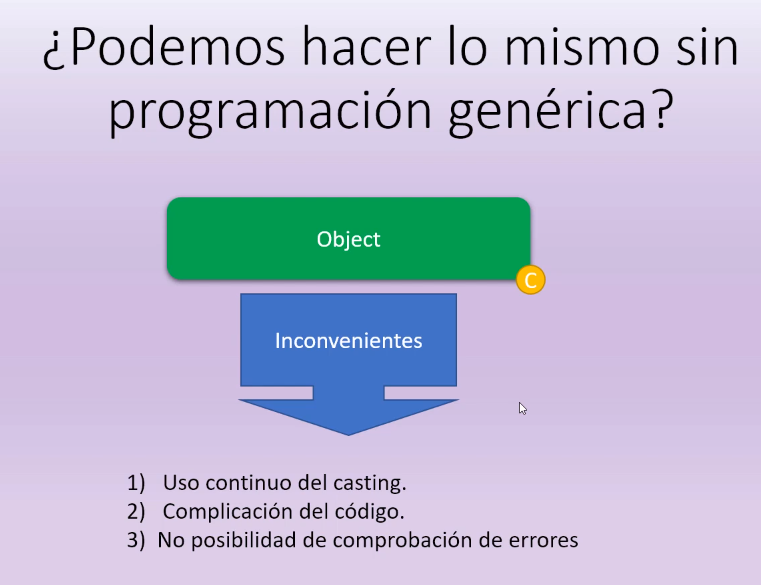 ¿Podemos hacer lo mismo sin
programación genérica?
Object
C
Inconvenientes
1) Uso continuo del casting.
2) Complicación del código.
3) No posibilidad de comprobación de errores